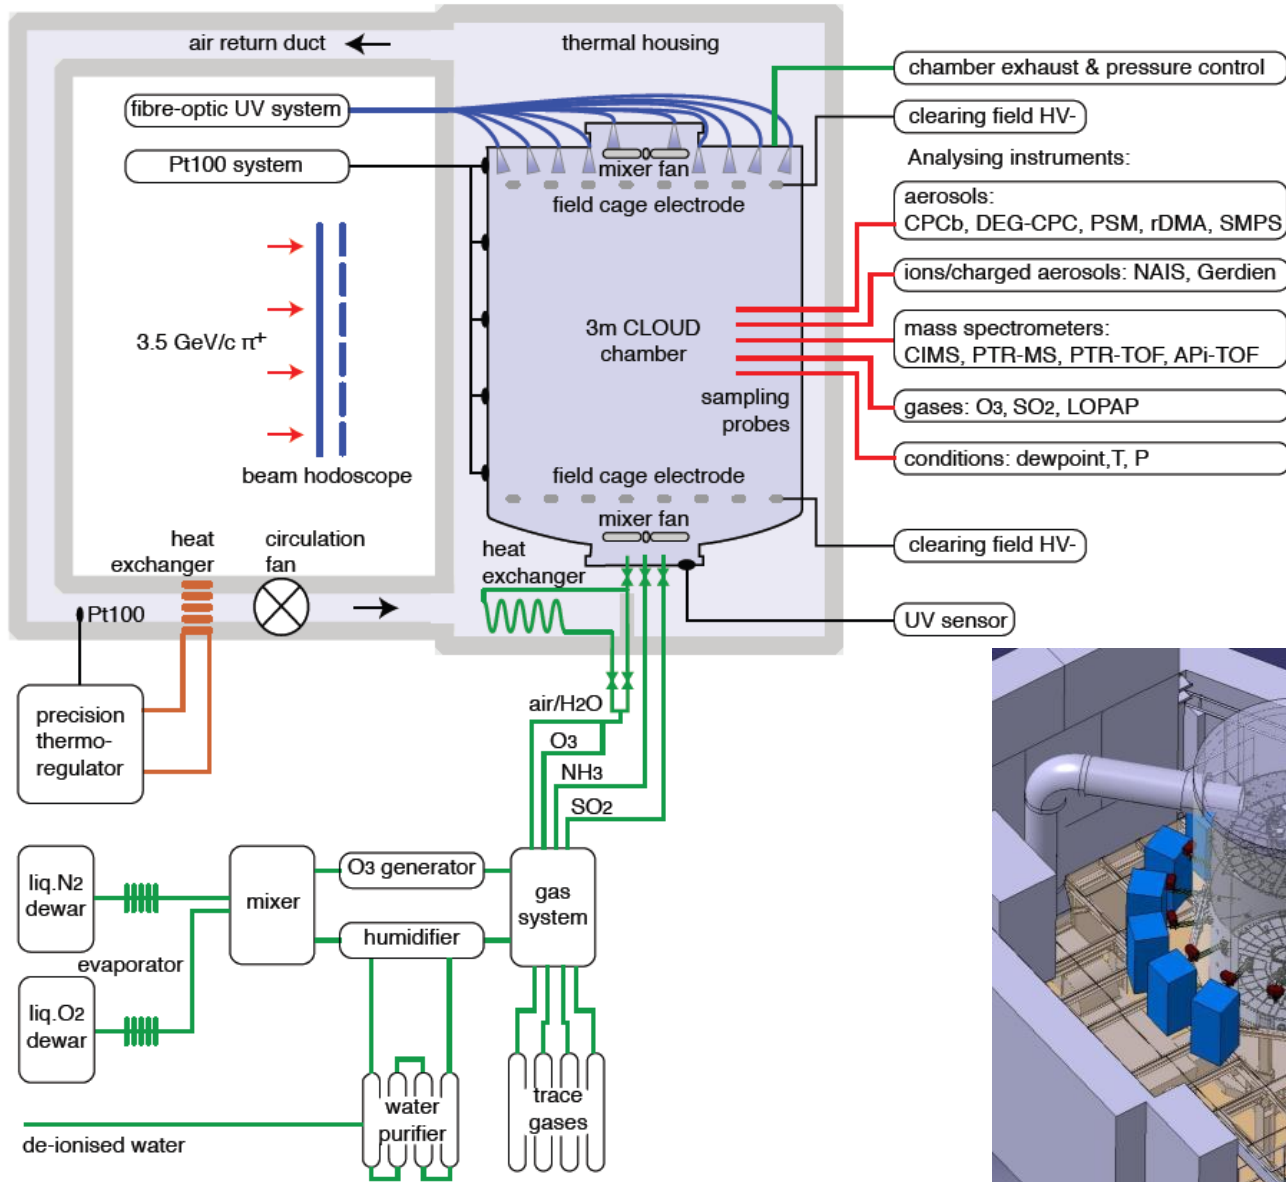 air return duct
thermal housing
chamber exhaust & pressure control
fibre-optic UV system
clearing field HV-
Pt100 system
mixer fan
Analysing instruments:
field cage electrode
aerosols:
CPCb, DEG-CPC, PSM, rDMA, SMPS
ions/charged aerosols: NAIS, Gerdien
3.5 GeV/c π+
3m CLOUD
chamber
mass spectrometers:
CIMS, PTR-MS, PTR-TOF, APi-TOF
sampling
probes
gases: O3, SO2, LOPAP
beam hodoscope
field cage electrode
conditions: dewpoint,T, P
mixer fan
heat
exchanger
circulation
fan
heat
exchanger
clearing field HV-
Pt100
UV sensor
precision
thermo-
regulator
air/H2O
O3
NH3
SO2
liq.N2
dewar
mixer
O3 generator
gas
system
humidifier
evaporator
liq.O2
dewar
water
purifier
trace
gases
de-ionised water